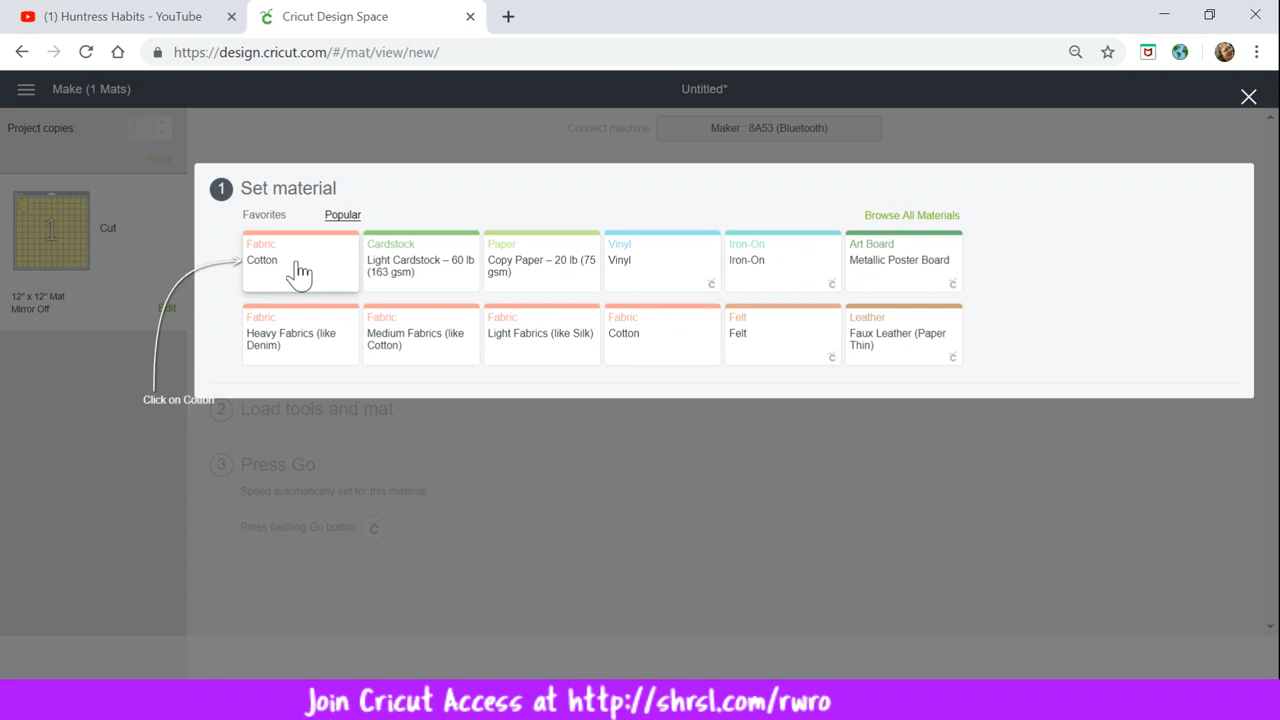 (1) Huntress Habits - YouTube
Cricut Design Space
https://design.cricut.com/#/mat/view/new/
Make (1 Mats)
Untitled*
Project copies:
Apply
Connect machine
Maker : 8A53 (Bluetooth)
1
Cut
12" x 12" Mat
Mirror Off
Edit
1 Set material
Favorites
Popular
Browse All Materials
Fabric
Cotton
Cardstock
Light Cardstock – 60 lb
(163 gsm)
Paper
Copy Paper – 20 lb (75
gsm)
Vinyl
Vinyl
Iron-On
Iron-On
Art Board
Metallic Poster Board
Fabric
Heavy Fabrics (like
Denim)
Fabric
Medium Fabrics (like
Cotton)
Fabric
Light Fabrics (like Silk)
Fabric
Cotton
Felt
Felt
Leather
Faux Leather (Paper
Thin)
Click on Cotton
2 Load tools and mat
3 Press Go
Speed automatically set for this material
Press flashing Go button
Join Cricut Access at http://shrsl.com/rwro